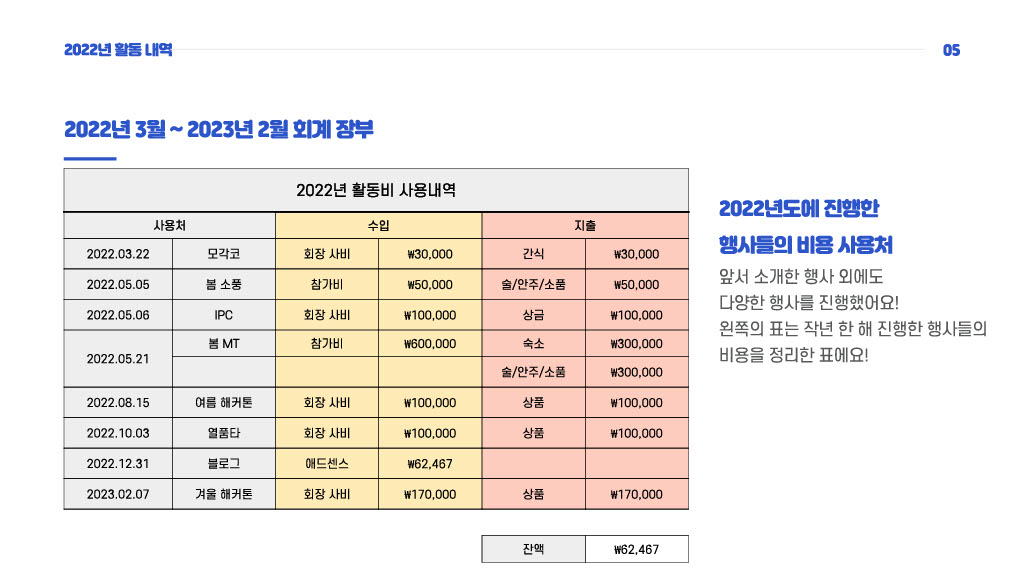 2022년 활동 내역
05
2022년 3월 ~ 2023년 2월 회계 장부
2022년 활동비 사용내역
사용처 수입 지출
2022.03.22 모각코 회장 사비 ₩30,000 간식 ₩30,000
2022.05.05 봄 소풍 참가비 ₩50,000 술/안주/소품 ₩50,000
2022.05.06 IPC 회장 사비 ₩100,000 상금 ₩100,000
2022.05.21 봄 MT 참가비 ₩600,000 숙소 ₩300,000
술/안주/소품 ₩300,000
2022.08.15 여름 해커톤 회장 사비 ₩100,000 상품 ₩100,000
2022.10.03 열품타 회장 사비 ₩100,000 상품 ₩100,000
2022.12.31 블로그 애드센스 ₩62,467
2023.02.07 겨울 해커톤 회장 사비 ₩170,000 상품 ₩170,000
잔액 ₩62,467
2022년도에 진행한
행사들의 비용 사용처
앞서 소개한 행사 외에도
다양한 행사를 진행했어요!
왼쪽의 표는 작년 한 해 진행한 행사들의
비용을 정리한 표에요!